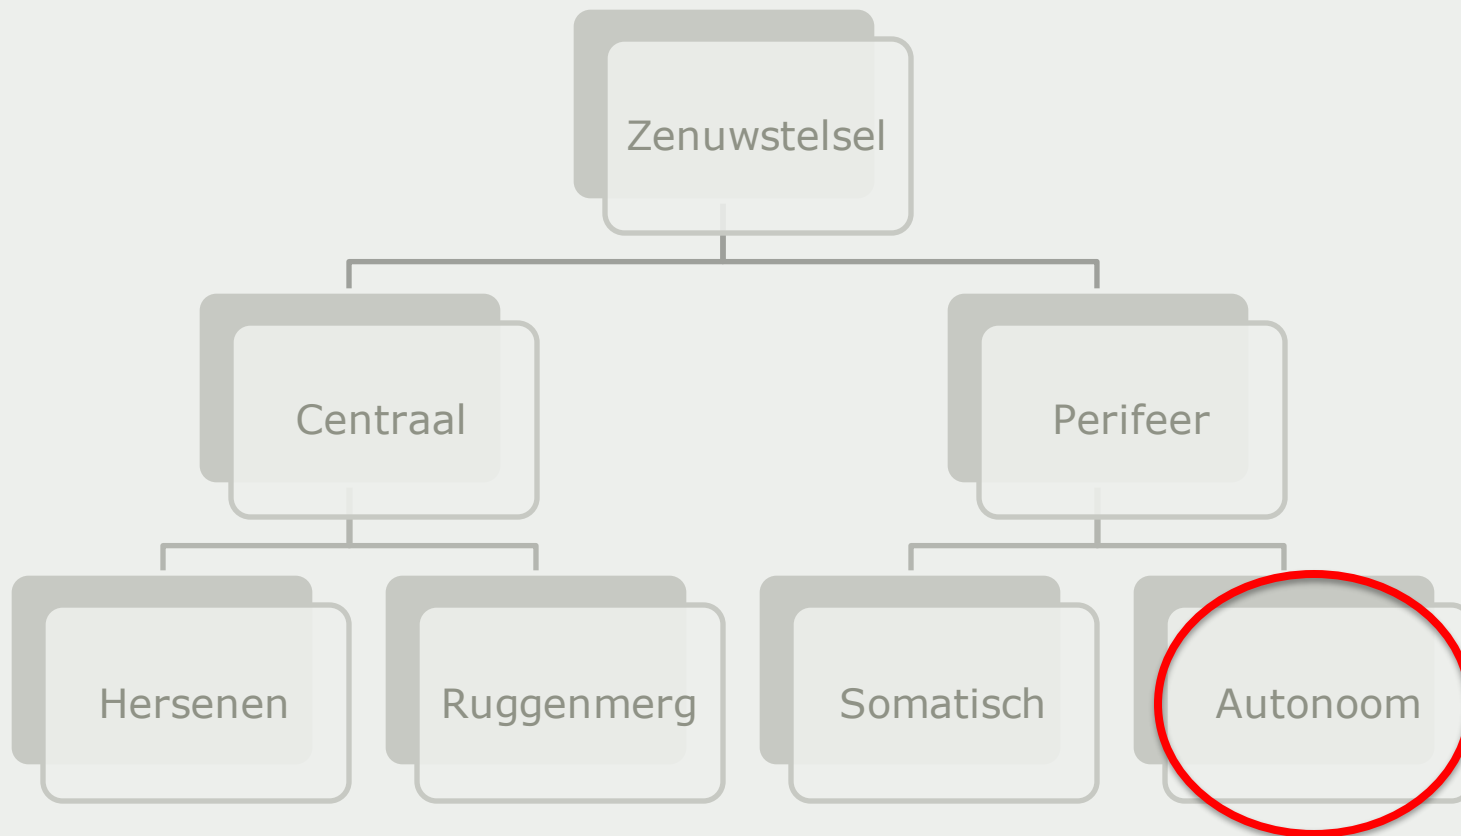 Zenuwstelsel
Centraal
Perifeer
Hersenen
Ruggenmerg
Somatisch
Autonoom